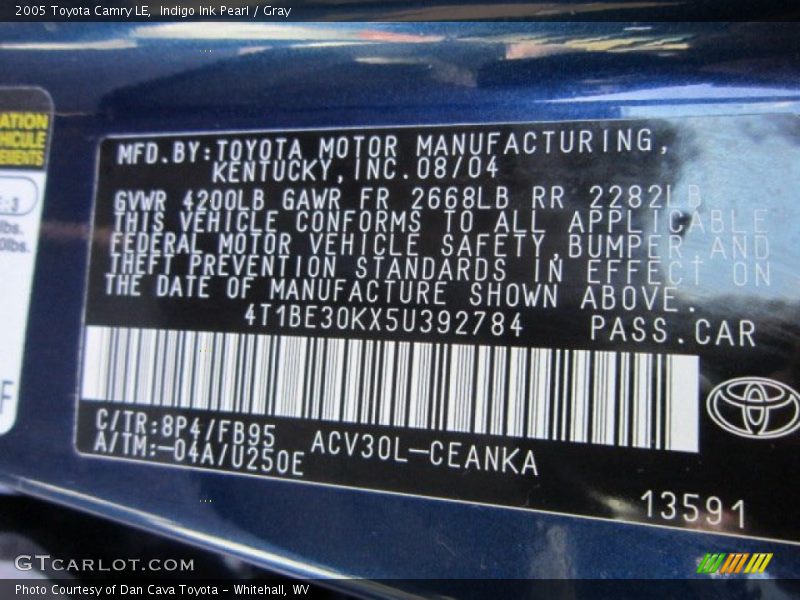 2005 Toyota Camry LE, Indigo Ink Pearl / Gray
ATION
EHICLE
EMENTS
MFD.BY:TOYOTA MOTOR MANUFACTURING,
KENTUCKY,INC.08/04
GVWR 4200LB GAWR FR 2668LB RR 2282LB
THIS VEHICLE CONFORMS TO ALL APPLICABLE
FEDERAL MOTOR VEHICLE SAFETY,BUMPER AND
THEFT PREVENTION STANDARDS IN EFFECT ON
THE DATE OF MANUFACTURE SHOWN ABOVE.
4T1BE30KX5U392784 PASS.CAR
C/TR:8P4/FB95
A/TM:-04A/U250E
ACV30L-CEANKA
13591
GTCARLOT.COM
Photo Courtesy of Dan Cava Toyota - Whitehall, WV